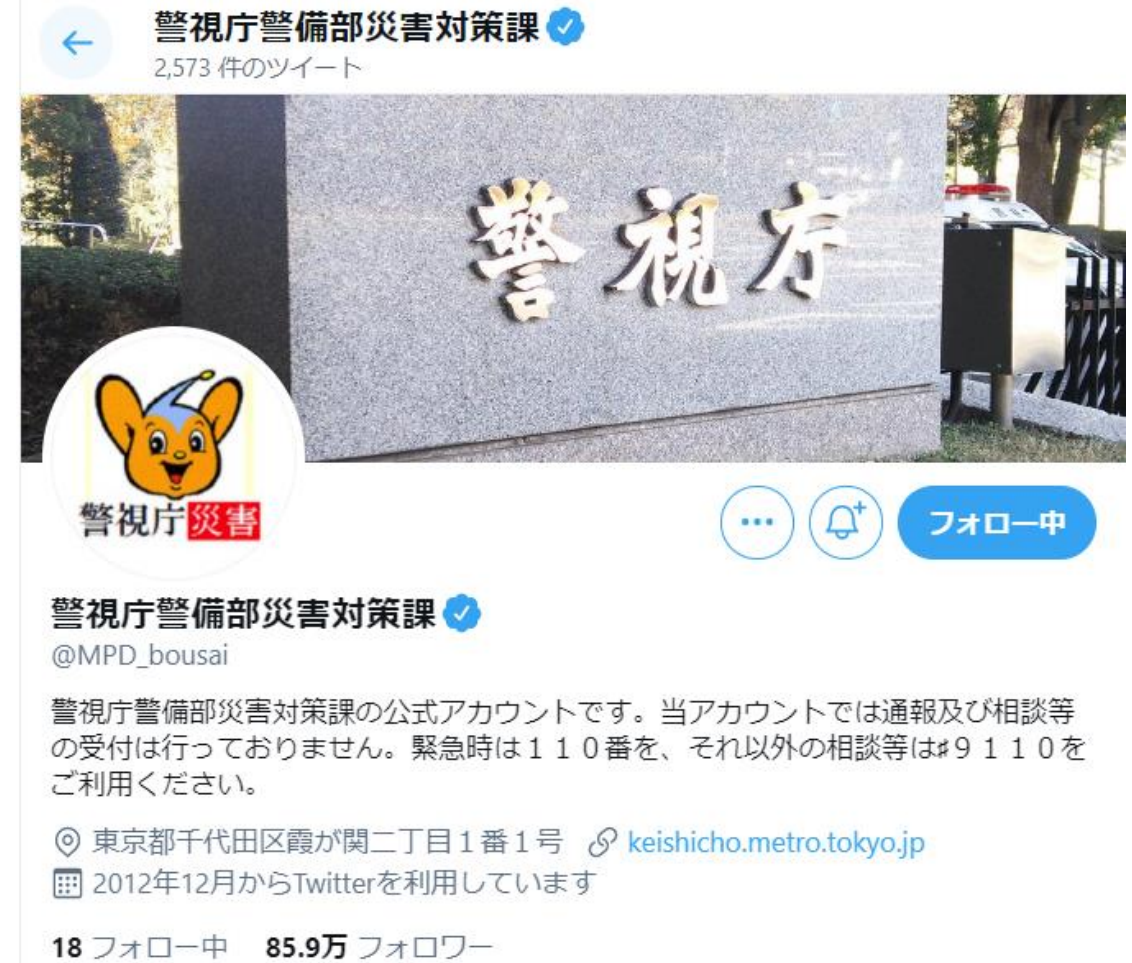 警視庁警備部災害対策課
2,573 件のツイート
警視庁
警視庁災害
フォロー中
警視庁警備部災害対策課
@MPD_bousai
警視庁警備部災害対策課の公式アカウントです。当アカウントでは通報及び相談等
の受付は行っておりません。緊急時は１１０番を、それ以外の相談等は♯９１１０を
ご利用ください。
東京都千代田区霞が関二丁目１番１号 keishicho.metro.tokyo.jp
2012年12月からTwitterを利用しています
18 フォロー中 85.9万 フォロワー